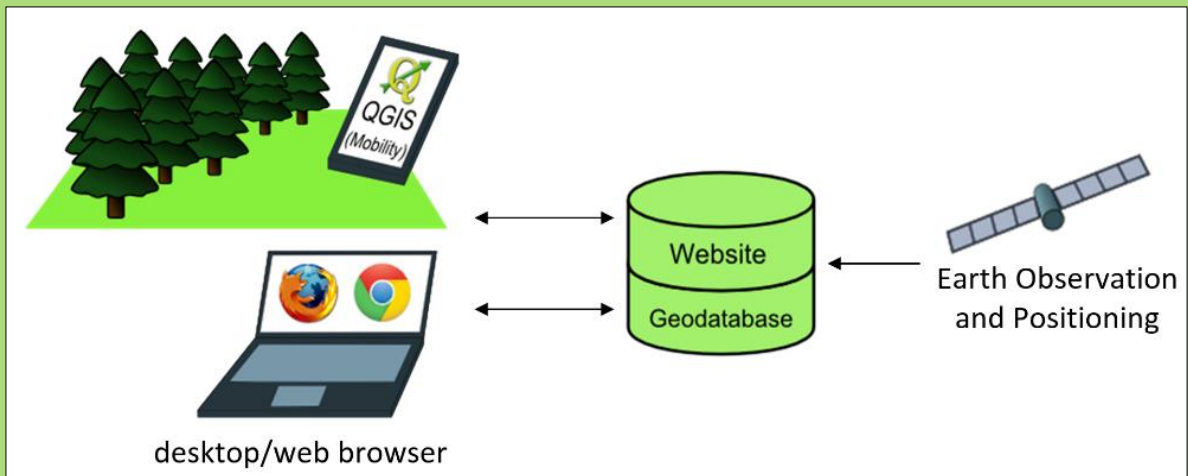 QGIS
(Mobility)
Website
Geodatabase
Earth Observation
and Positioning
desktop/web browser